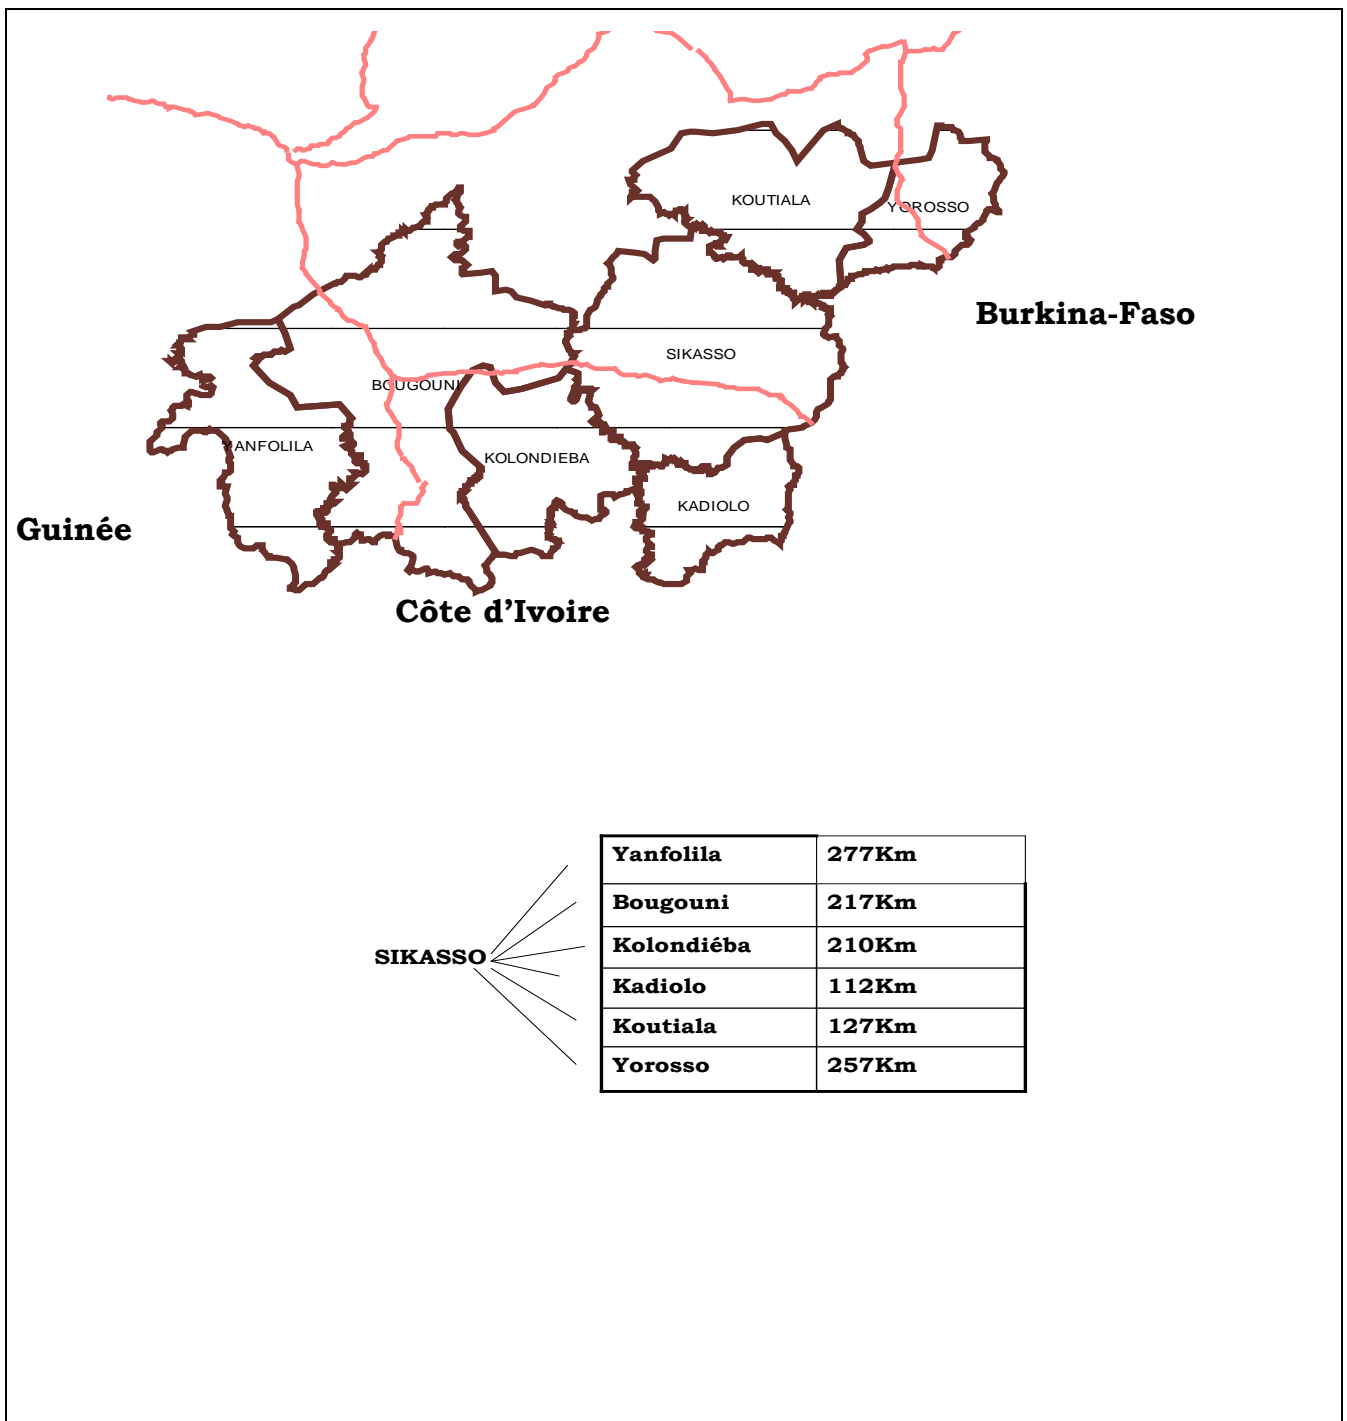 KOUTIALA
YOROSSO
Burkina-Faso
SIKASSO
BOUGOUNI
YANFOLILA
KOLONDIEBA
KADIOLO
Guinée
Côte d'Ivoire
SIKASSO
Yanfolila 277Km
Bougouni 217Km
Kolondiéba 210Km
Kadiolo 112Km
Koutiala 127Km
Yorosso 257Km